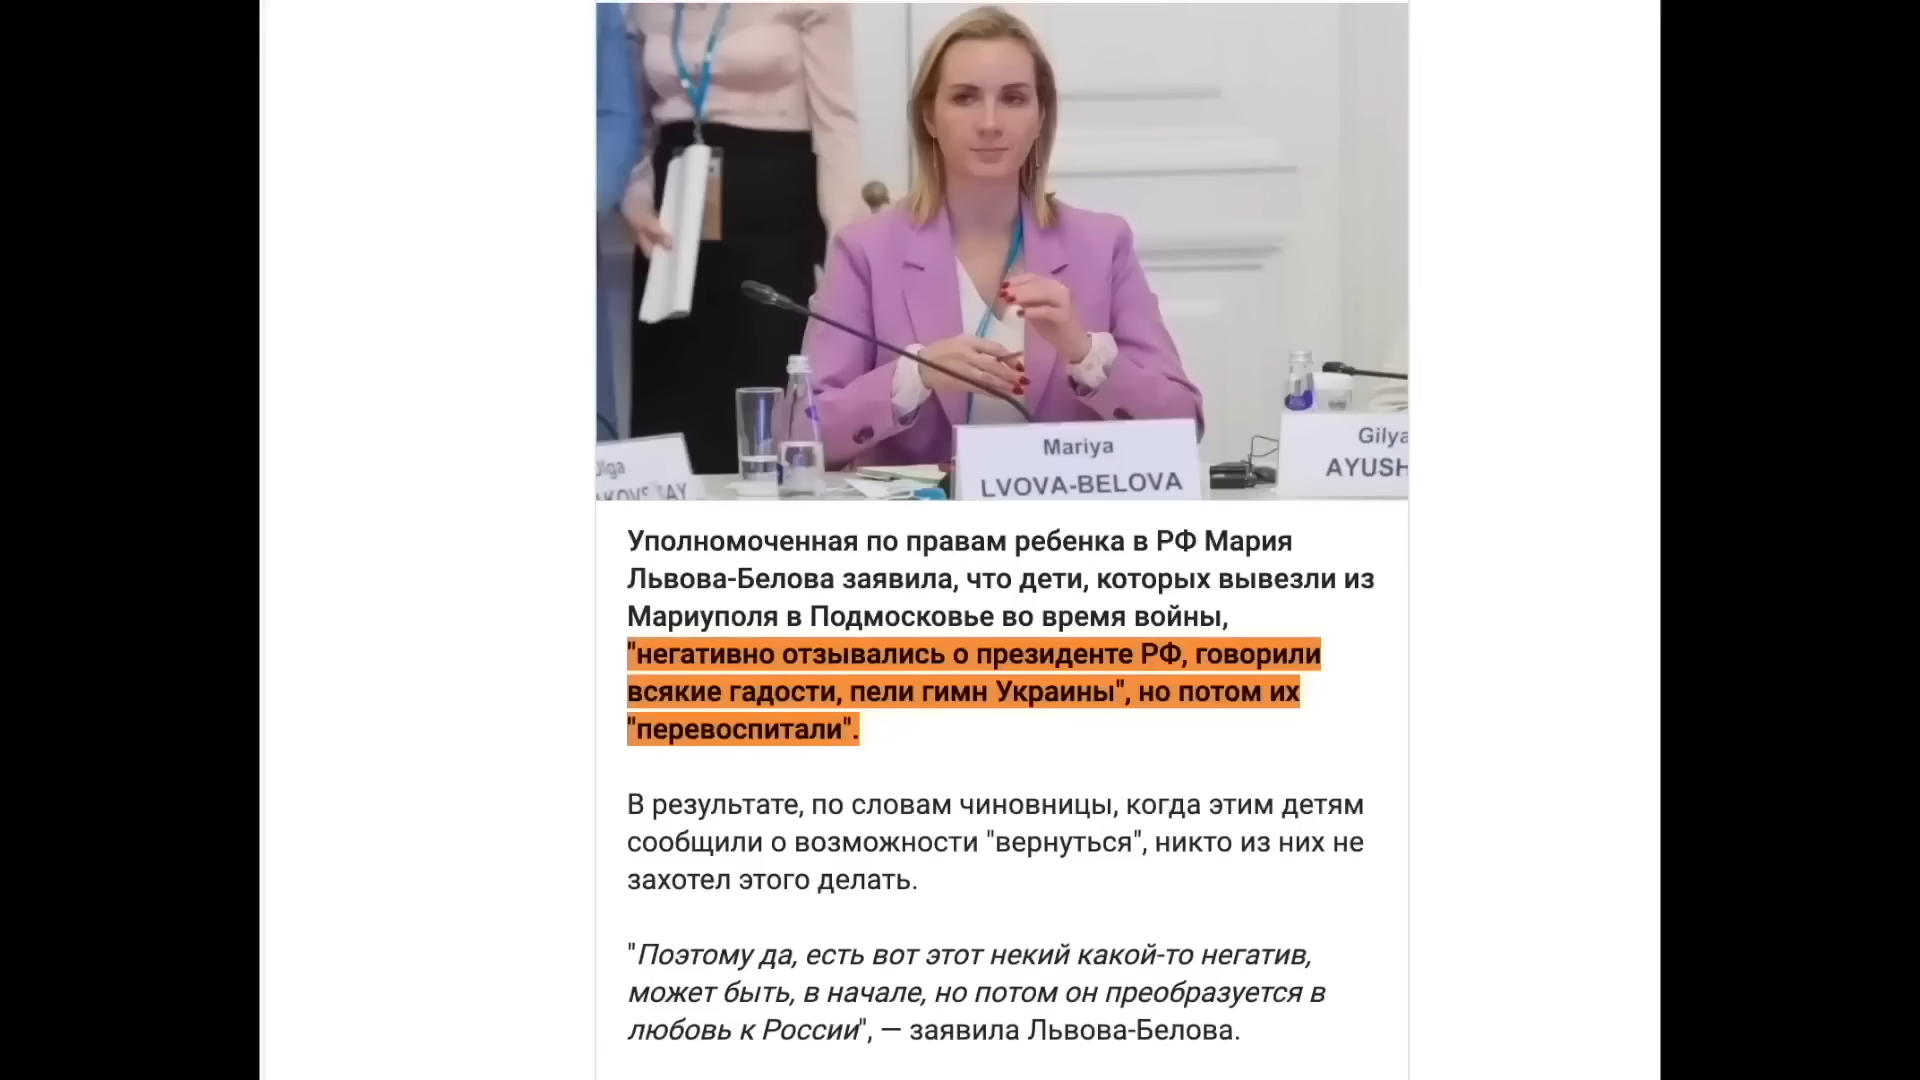 Mariya
LVOVA-BELOVA
Gilya
AYUSH
Уполномоченная по правам ребенка в РФ Мария
Львова-Белова заявила, что дети, которых вывезли из
Мариуполя в Подмосковье во время войны,
"негативно отзывались о президенте РФ, говорили
всякие гадости, пели гимн Украины", но потом их
"перевоспитали".
В результате, по словам чиновницы, когда этим детям
сообщили о возможности "вернуться", никто из них не
захотел этого делать.
"Поэтому да, есть вот этот некий какой-то негатив,
может быть, в начале, но потом он преобразуется в
любовь к России", — заявила Львова-Белова.